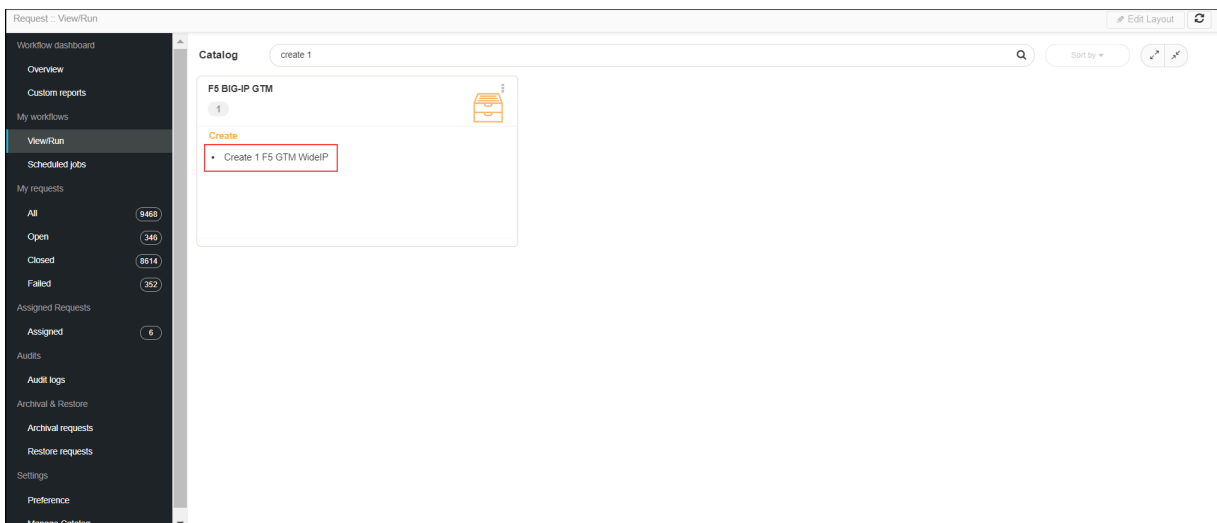 Request :: View/Run
Edit Layout
Workflow dashboard
Overview
Custom reports
My workflows
View/Run
Scheduled jobs
My requests
All 9468
Open 346
Closed 8614
Failed 352
Assigned Requests
Assigned 6
Audits
Audit logs
Archival & Restore
Archival requests
Restore requests
Settings
Preference
Manage Catalog
Catalog
create 1
Sort by
F5 BIG-IP GTM
1
Create
• Create 1 F5 GTM WideIP